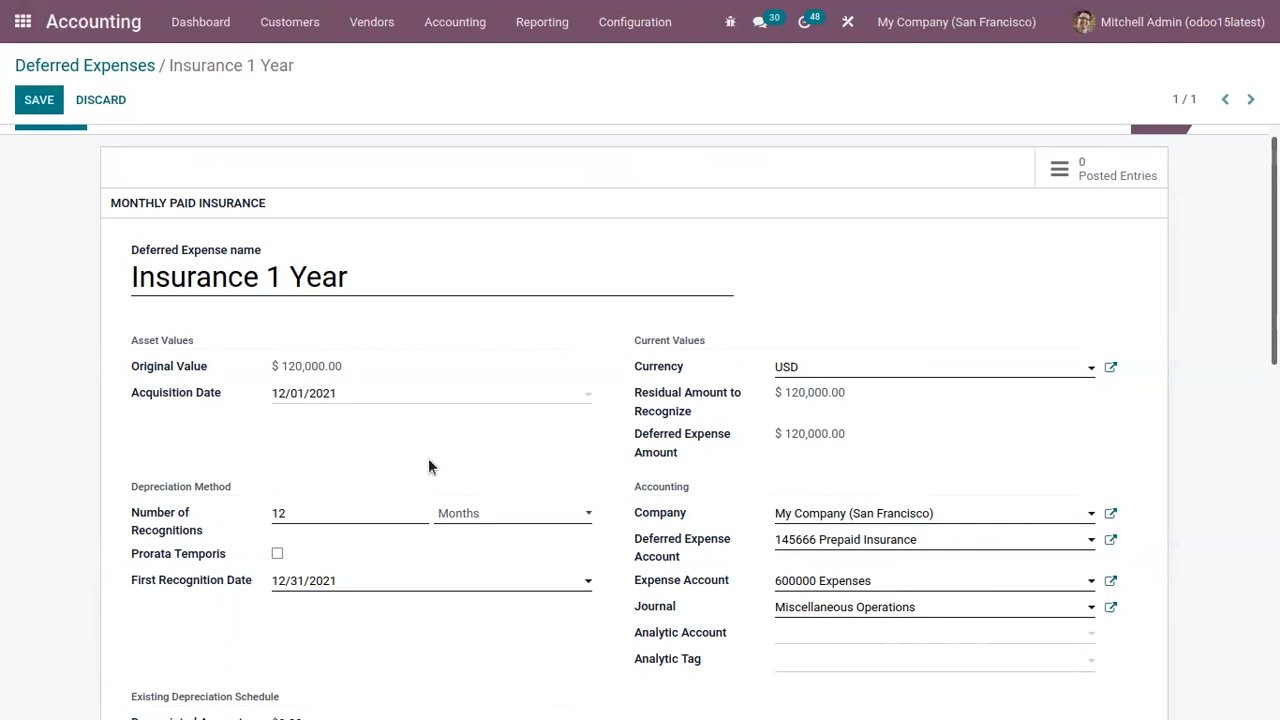 Accounting Dashboard Customers Vendors Accounting Reporting Configuration 30 48 My Company (San Francisco) Mitchell Admin (odoo15latest)
Deferred Expenses / Insurance 1 Year
SAVE DISCARD 1 / 1
0
Posted Entries
MONTHLY PAID INSURANCE
Deferred Expense name
Insurance 1 Year
Asset Values
Original Value $ 120,000.00
Acquisition Date 12/01/2021
Current Values
Currency USD
Residual Amount to
Recognize $ 120,000.00
Deferred Expense
Amount $ 120,000.00
Depreciation Method
Number of
Recognitions 12 Months
Prorata Temporis
First Recognition Date 12/31/2021
Accounting
Company My Company (San Francisco)
Deferred Expense
Account 145666 Prepaid Insurance
Expense Account 600000 Expenses
Journal Miscellaneous Operations
Analytic Account
Analytic Tag
Existing Depreciation Schedule